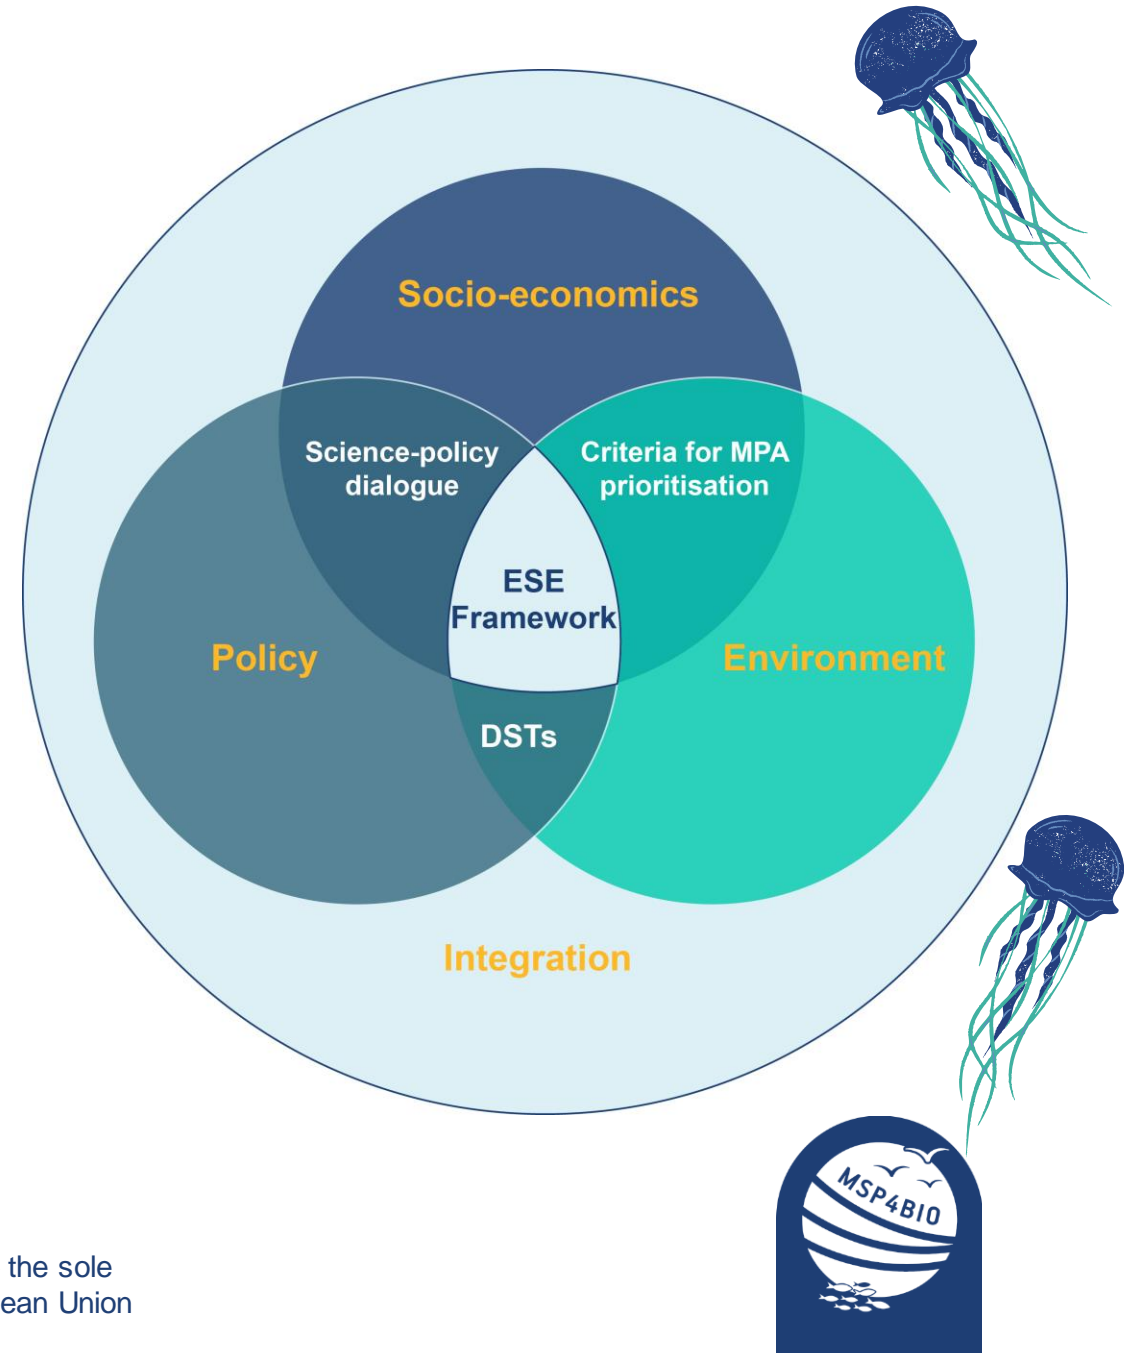 Socio-economics
Science-policy
dialogue
Criteria for MPA
prioritisation
ESE
Framework
Policy
Environment
DSTs
Integration
MSP4BIO
the sole
ean Union